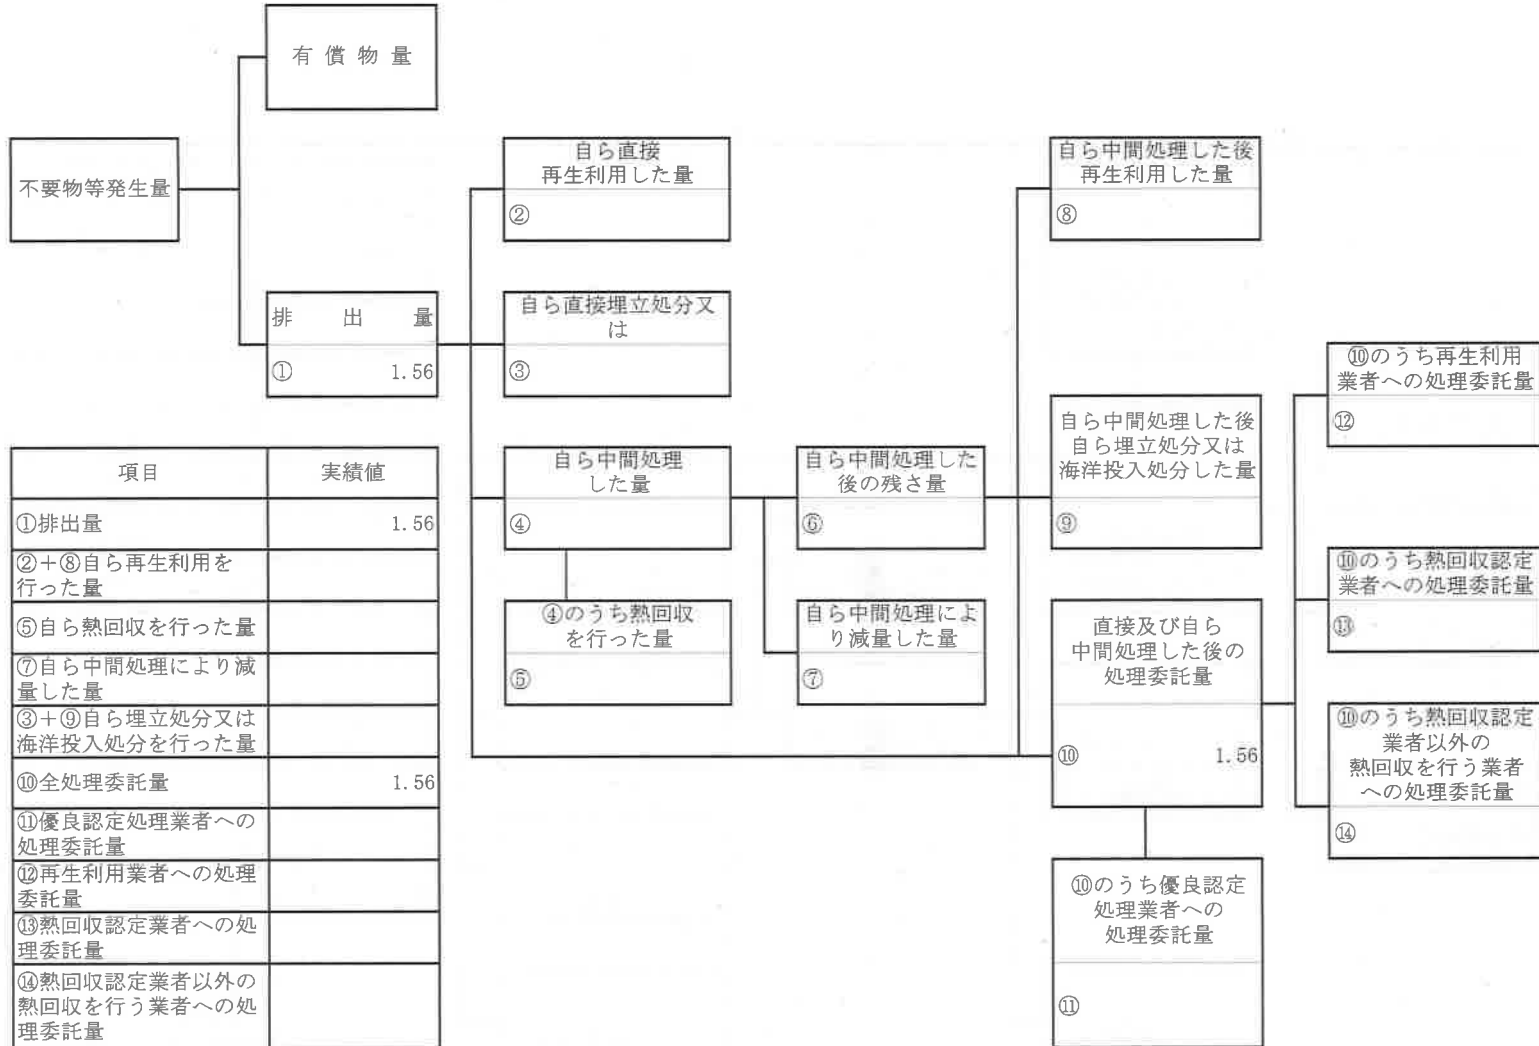 有償物量
不要物等発生量
自ら直接
再生利用した量
②
自ら中間処理した後
再生利用した量
⑧
排出量
① 1.56
自ら直接埋立処分又
は
③
⑩のうち再生利用
業者への処理委託量
⑫
自ら中間処理した後
自ら埋立処分又は
海洋投入処分した量
⑨
自ら中間処理
した量
④
自ら中間処理した
後の残さ量
⑥
⑩のうち熱回収認定
業者への処理委託量
⑬
④のうち熱回収
を行った量
⑤
自ら中間処理によ
り減量した量
⑦
直接及び自ら
中間処理した後の
処理委託量
⑩ 1.56
⑩のうち熱回収認定
業者以外の
熱回収を行う業者
への処理委託量
⑭
⑩のうち優良認定
処理業者への
処理委託量
⑪
項目 実績値
①排出量 1.56
②+⑧自ら再生利用を
行った量
⑤自ら熱回収を行った量
⑦自ら中間処理により減
量した量
③+⑨自ら埋立処分又は
海洋投入処分を行った量
⑩全処理委託量 1.56
⑪優良認定処理業者への
処理委託量
⑫再生利用業者への処理
委託量
⑬熱回収認定業者への処
理委託量
⑭熱回収認定業者以外の
熱回収を行う業者への処
理委託量